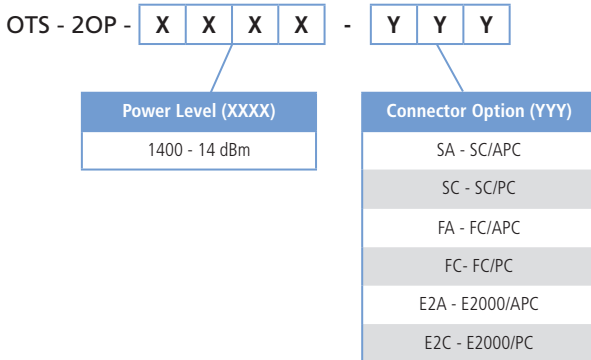 OTS - 2OP - X X X X - Y Y Y
Power Level (XXXX)
1400 - 14 dBm
Connector Option (YYY)
SA - SC/APC
SC - SC/PC
FA - FC/APC
FC- FC/PC
E2A - E2000/APC
E2C - E2000/PC